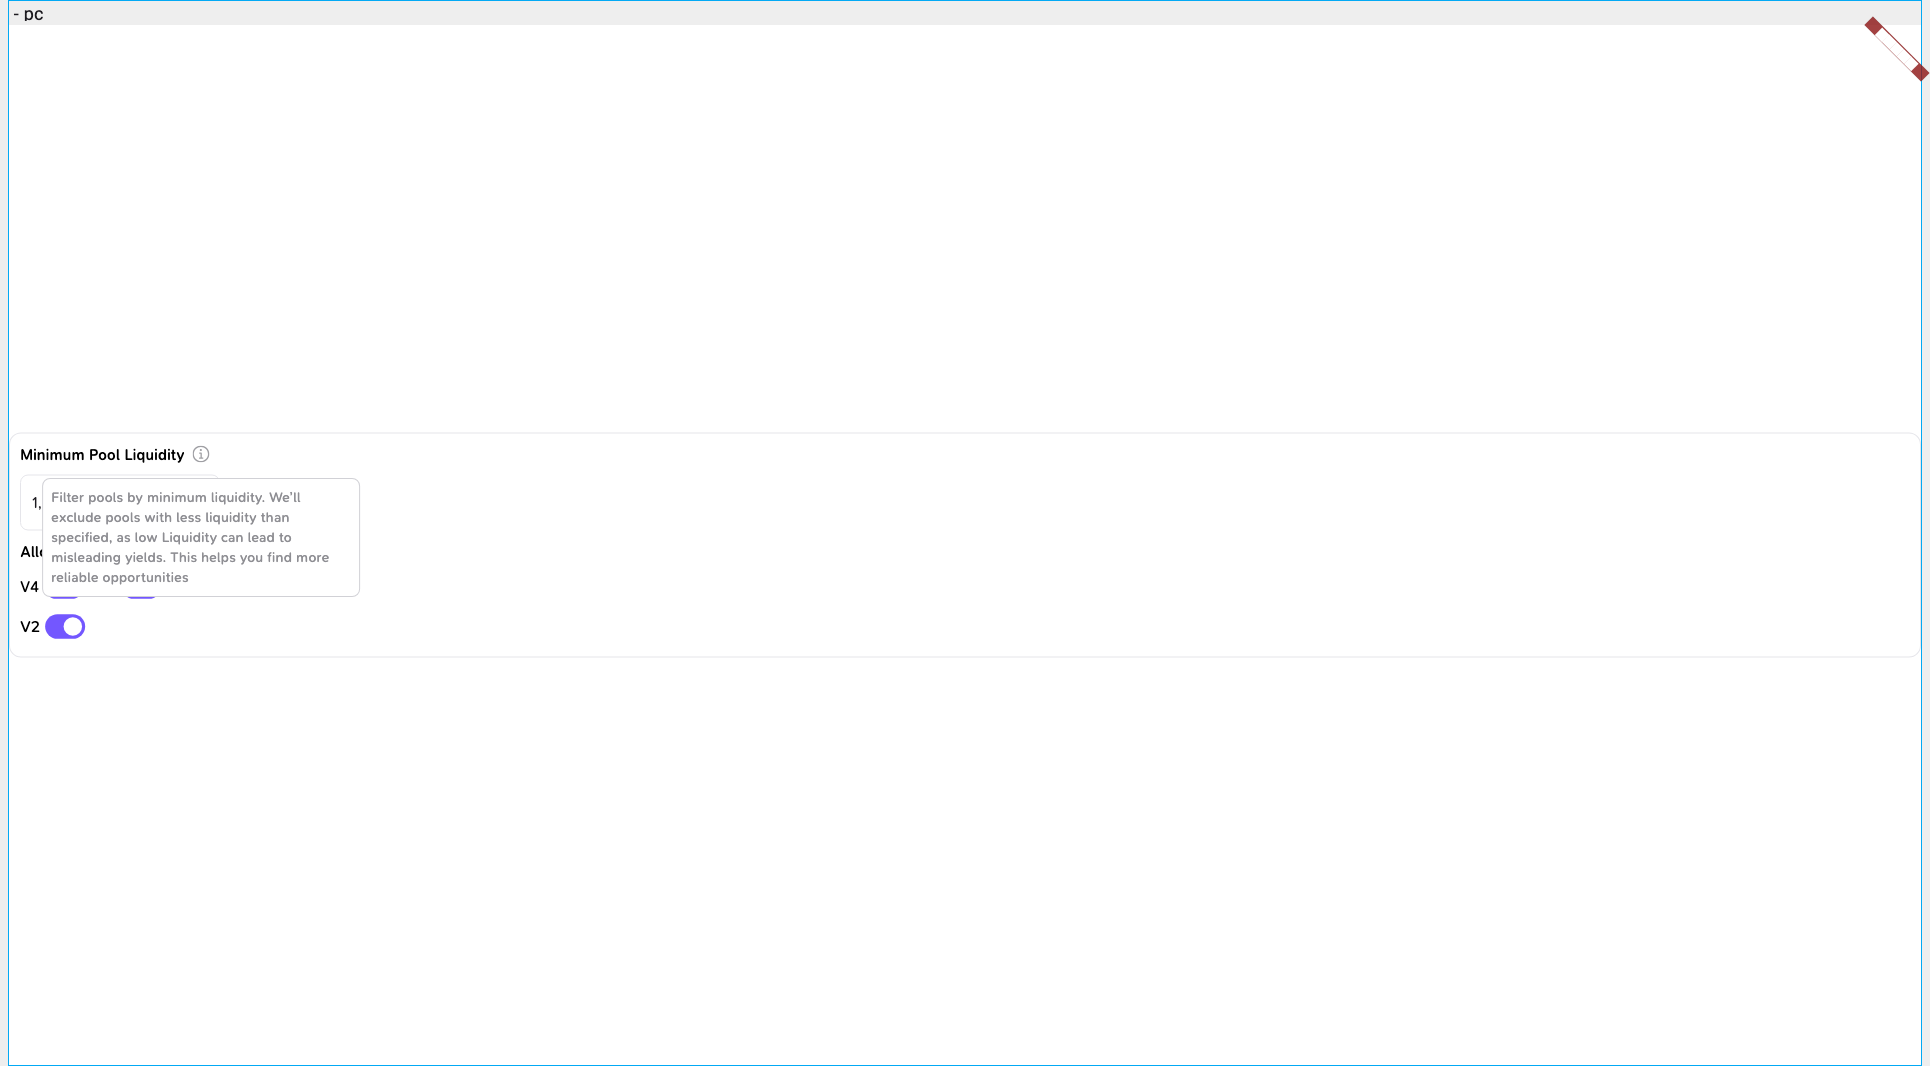 - pc
Minimum Pool Liquidity
1,
Filter pools by minimum liquidity. We'll
exclude pools with less liquidity than
specified, as low Liquidity can lead to
misleading yields. This helps you find more
reliable opportunities
V4
V2